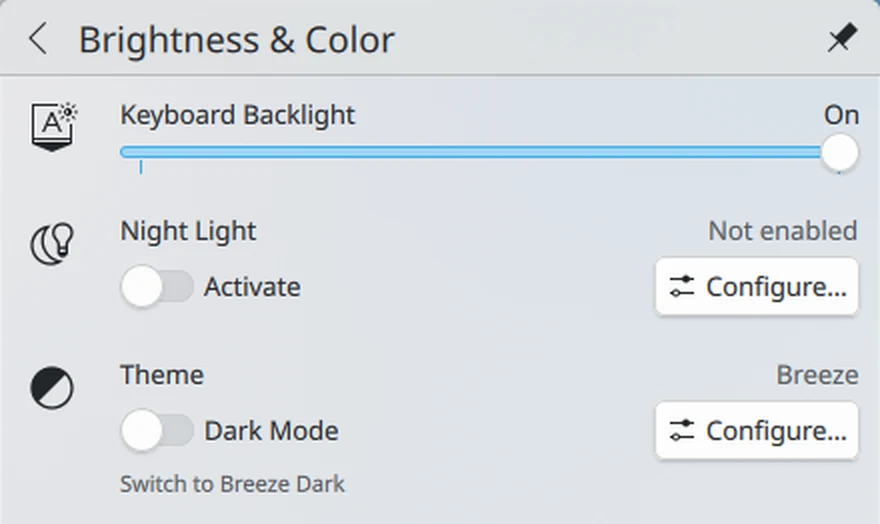 Brightness & Color
Keyboard Backlight On
Night Light Not enabled
Activate Configure...
Theme Breeze
Dark Mode Configure...
Switch to Breeze Dark